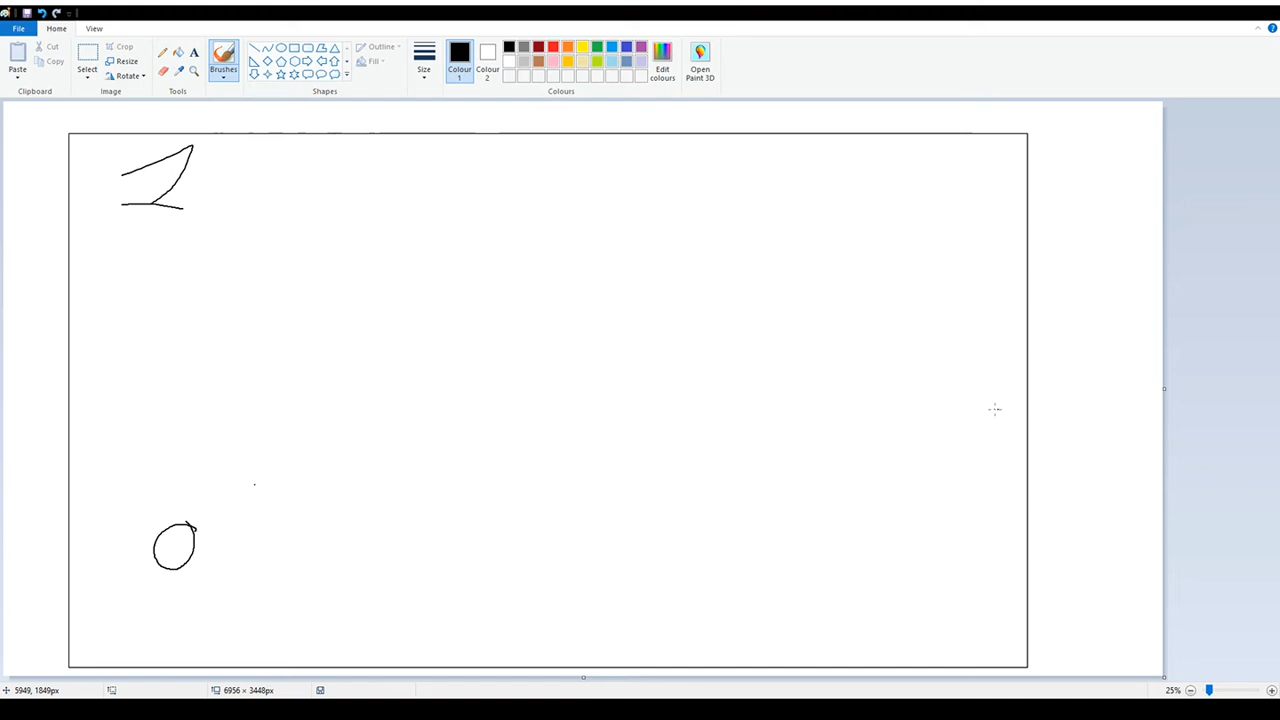 File Home View
Paste Cut Copy Select Crop Resize Rotate Brushes Outline Fill Size Colour 1 Colour 2 Edit colours Open Paint 3D
Clipboard Image Tools Shapes Colours
1
0
5949, 1849px 6956 × 3448px 25%